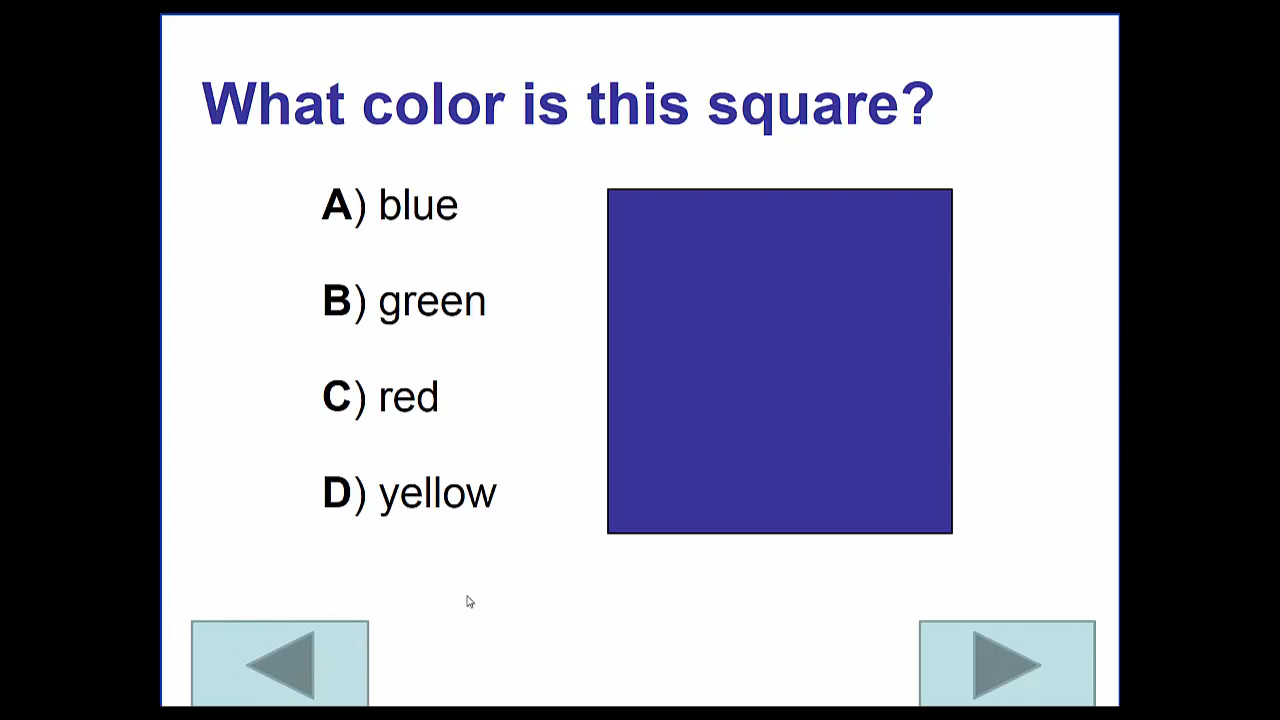 What color is this square?
A) blue
B) green
C) red
D) yellow